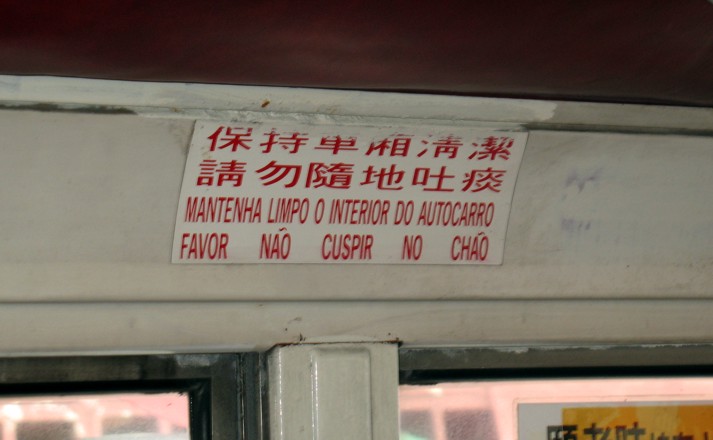 保持車廂清潔
請勿隨地吐痰
MANTENHA LIMPO O INTERIOR DO AUTOCARRO
FAVOR NÃO CUSPIR NO CHÃO